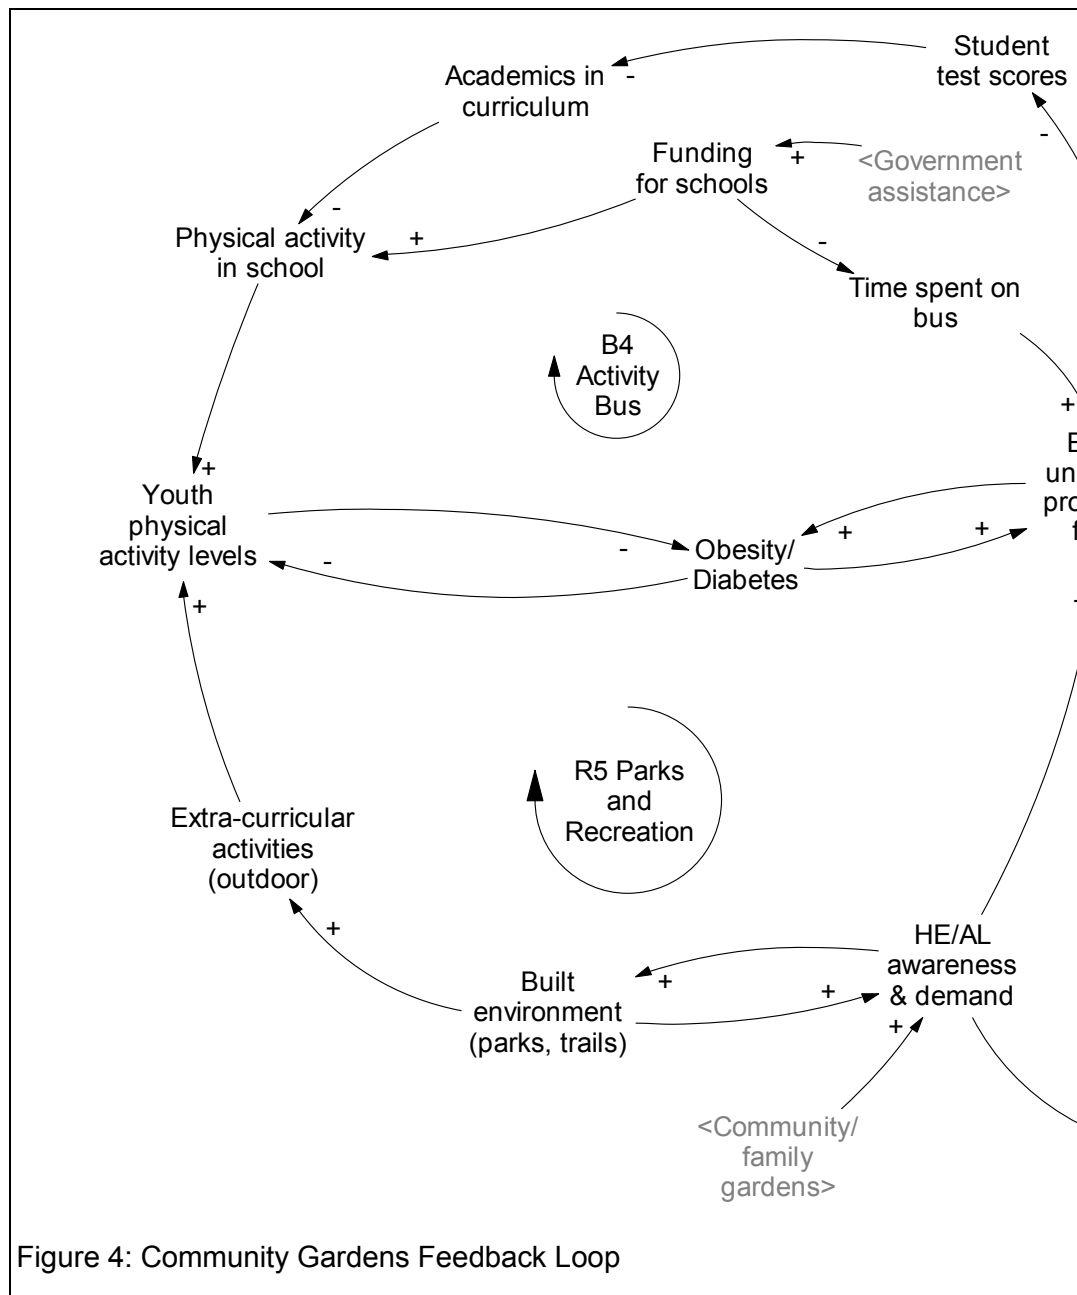 Student
test scores
Academics in
curriculum
-
-
Funding
for schools
+
<Government
assistance>
-
Physical activity
in school
+
-
Time spent on
bus
B4
Activity
Bus
+
+
Youth
physical
activity levels
-
-
Obesity/
Diabetes
+
+
+
R5 Parks
and
Recreation
Extra-curricular
activities
(outdoor)
+
HE/AL
awareness
& demand
Built
environment
(parks, trails)
+
+
+
<Community/
family
gardens>
Figure 4: Community Gardens Feedback Loop